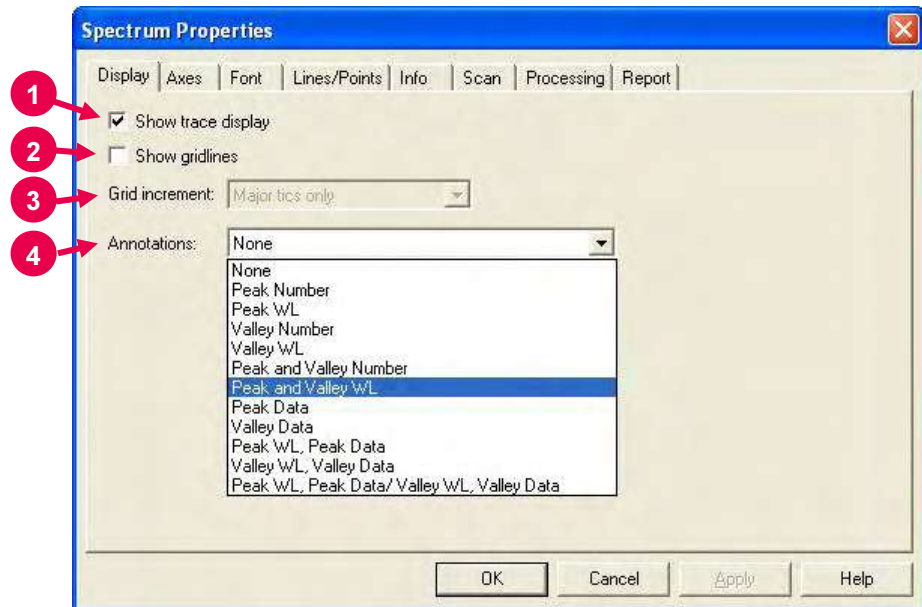 Spectrum Properties
Display Axes Font Lines/Points Info Scan Processing Report
1
Show trace display
2
Show gridlines
3
Grid increment: Major tics only
4
Annotations: None
None
Peak Number
Peak WL
Valley Number
Valley WL
Peak and Valley Number
Peak and Valley WL
Peak Data
Valley Data
Peak WL, Peak Data
Valley WL, Valley Data
Peak WL, Peak Data/ Valley WL, Valley Data
OK Cancel Apply Help